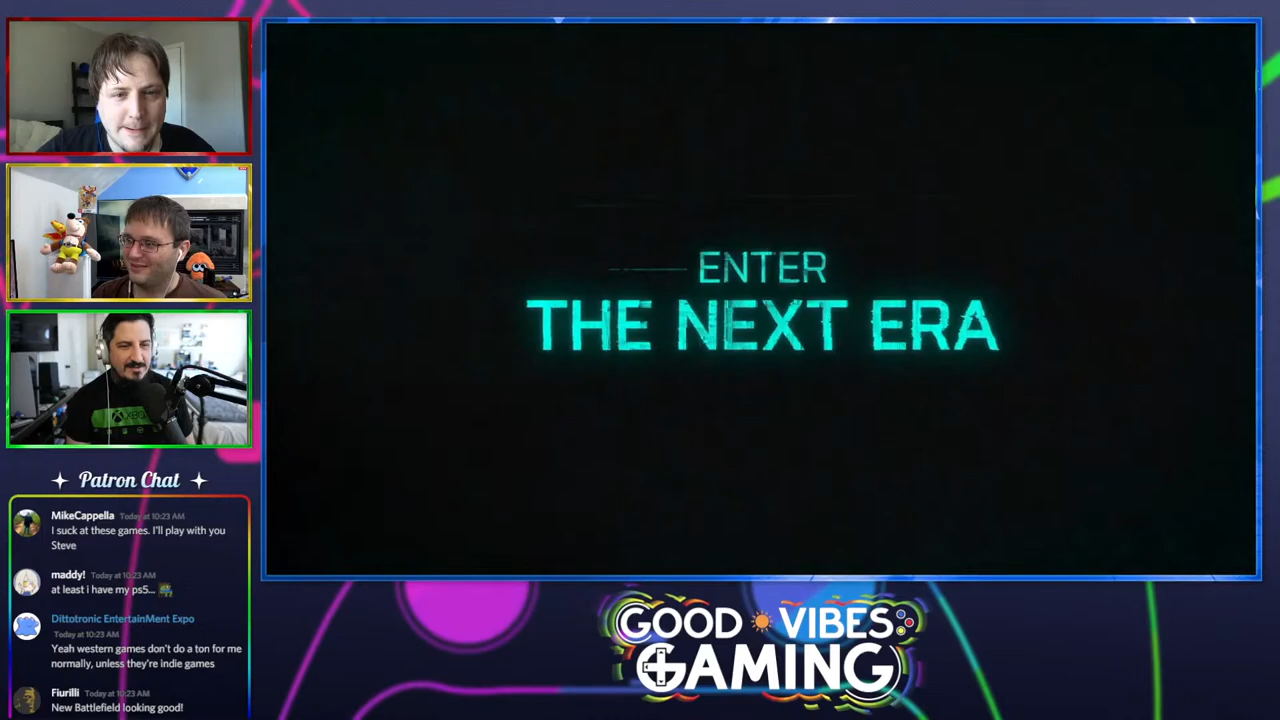 ENTER
THE NEXT ERA
XBOX
Patron Chat
MikeCappella Today at 10:23 AM
I suck at these games. I'll play with you
Steve
maddy! Today at 10:23 AM
at least i have my ps5...
Dittotronic EntertainMent Expo
Today at 10:23 AM
Yeah western games don't do a ton for me
normally, unless they're indie games
Fiurilli Today at 10:23 AM
New Battlefield looking good!
GOOD VIBES
GAMING